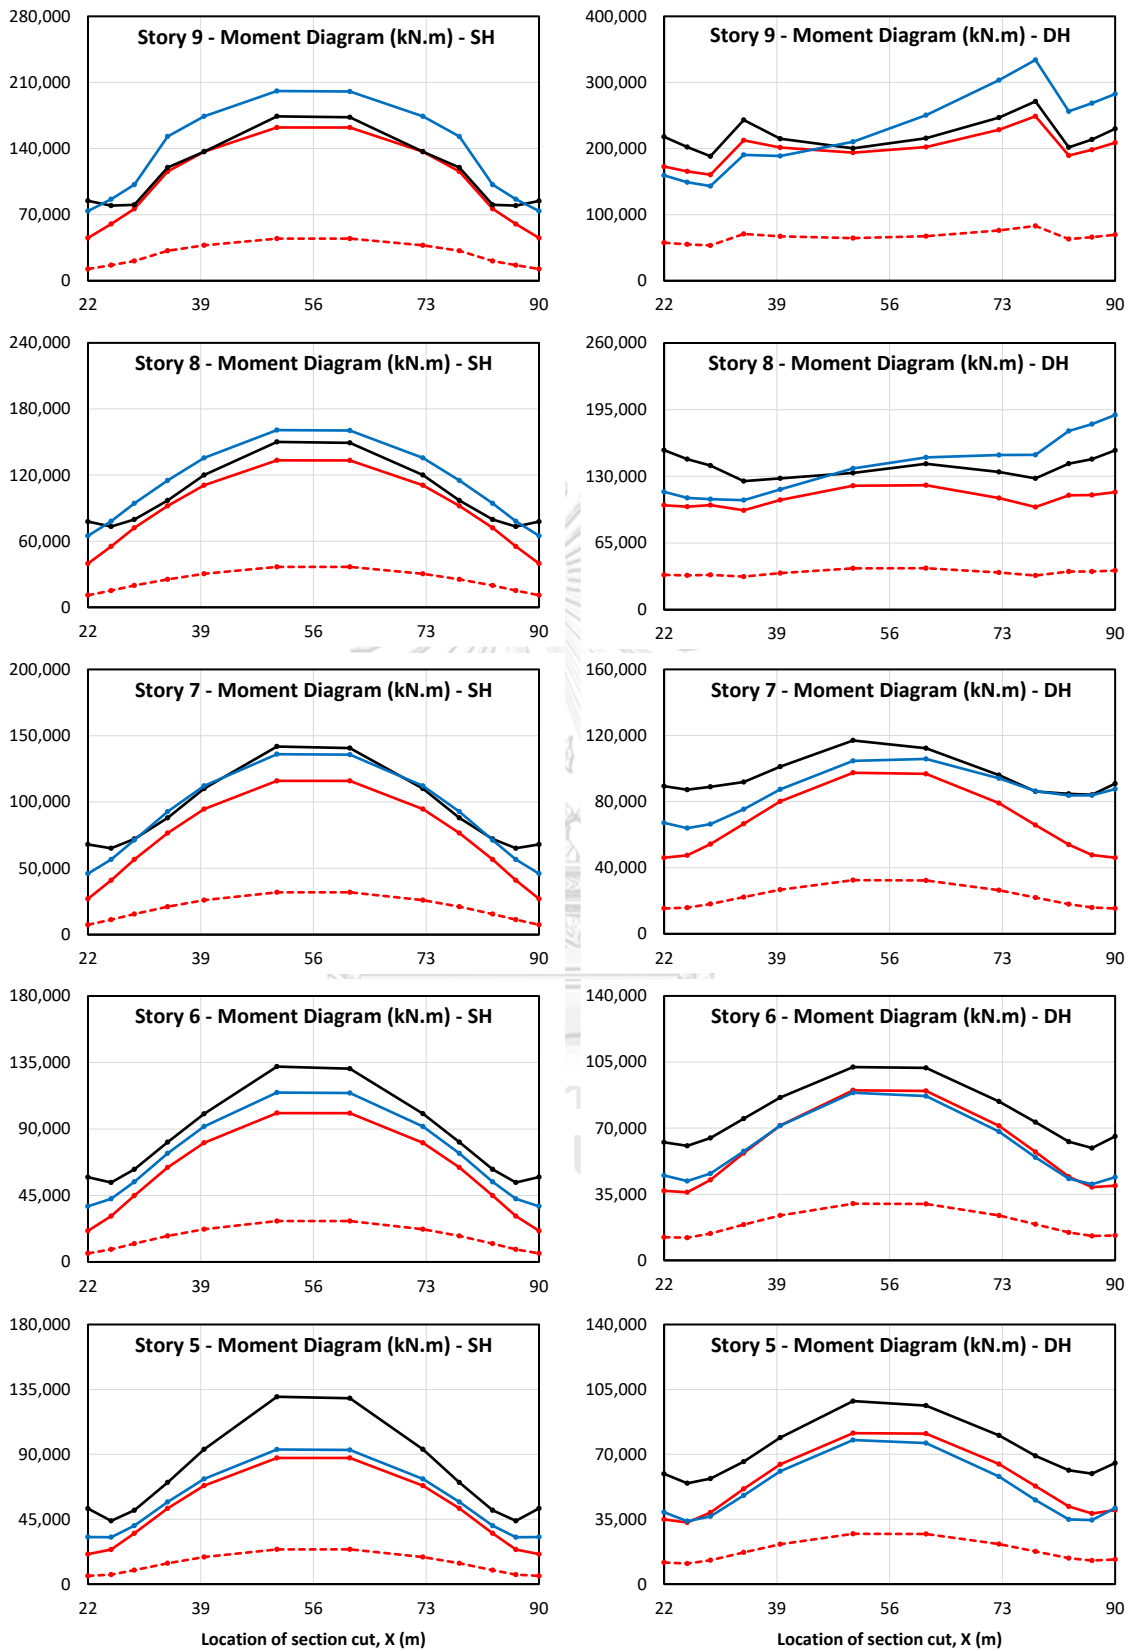 Story 9 - Moment Diagram (kN.m) - SH
280,000
210,000
140,000
70,000
0
22 39 56 73 90
Story 9 - Moment Diagram (kN.m) - DH
400,000
300,000
200,000
100,000
0
22 39 56 73 90
Story 8 - Moment Diagram (kN.m) - SH
240,000
180,000
120,000
60,000
0
22 39 56 73 90
Story 8 - Moment Diagram (kN.m) - DH
260,000
195,000
130,000
65,000
0
22 39 56 73 90
Story 7 - Moment Diagram (kN.m) - SH
200,000
150,000
100,000
50,000
0
22 39 56 73 90
Story 7 - Moment Diagram (kN.m) - DH
160,000
120,000
80,000
40,000
0
22 39 56 73 90
Story 6 - Moment Diagram (kN.m) - SH
180,000
135,000
90,000
45,000
0
22 39 56 73 90
Story 6 - Moment Diagram (kN.m) - DH
140,000
105,000
70,000
35,000
0
22 39 56 73 90
Story 5 - Moment Diagram (kN.m) - SH
180,000
135,000
90,000
45,000
0
22 39 56 73 90
Location of section cut, X (m)
Story 5 - Moment Diagram (kN.m) - DH
140,000
105,000
70,000
35,000
0
22 39 56 73 90
Location of section cut, X (m)